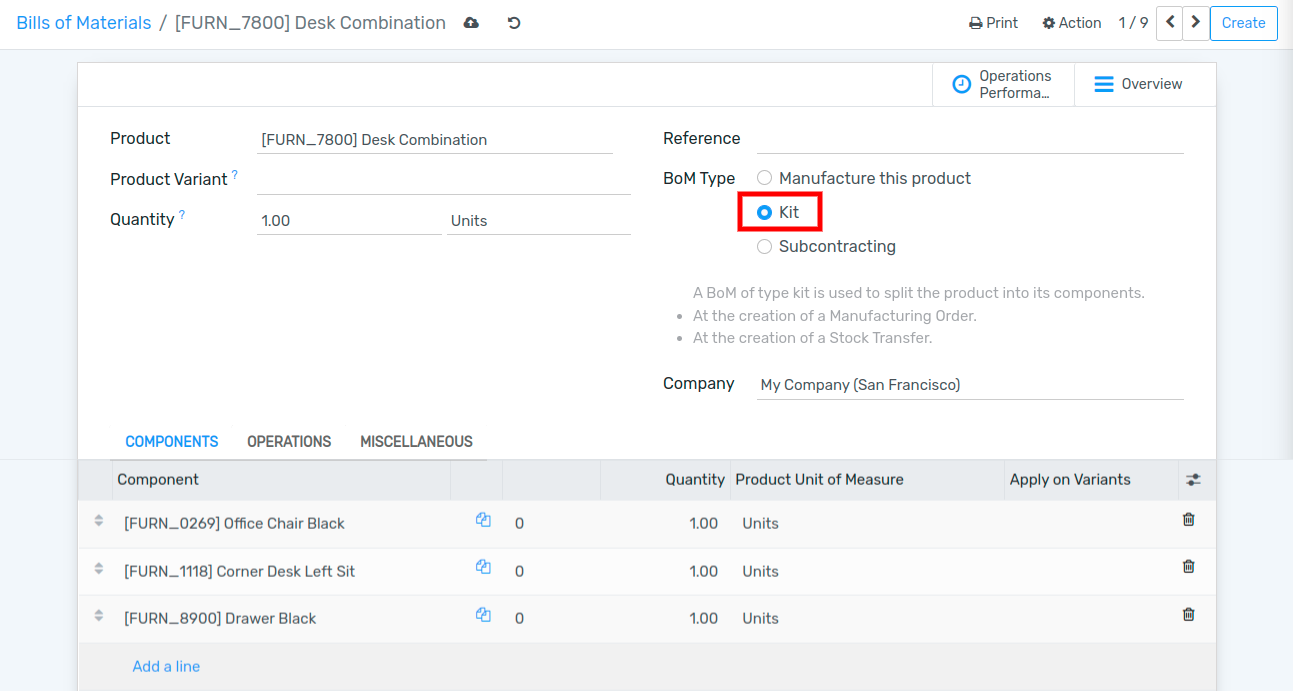 Bills of Materials / [FURN_7800] Desk Combination
Print Action 1 / 9 Create
Operations Performa... Overview
Product [FURN_7800] Desk Combination
Product Variant ?
Quantity ? 1.00 Units
Reference
BoM Type Manufacture this product
Kit
Subcontracting
A BoM of type kit is used to split the product into its components.
• At the creation of a Manufacturing Order.
• At the creation of a Stock Transfer.
Company My Company (San Francisco)
COMPONENTS OPERATIONS MISCELLANEOUS
Component Quantity Product Unit of Measure Apply on Variants
[FURN_0269] Office Chair Black 0 1.00 Units
[FURN_1118] Corner Desk Left Sit 0 1.00 Units
[FURN_8900] Drawer Black 0 1.00 Units
Add a line